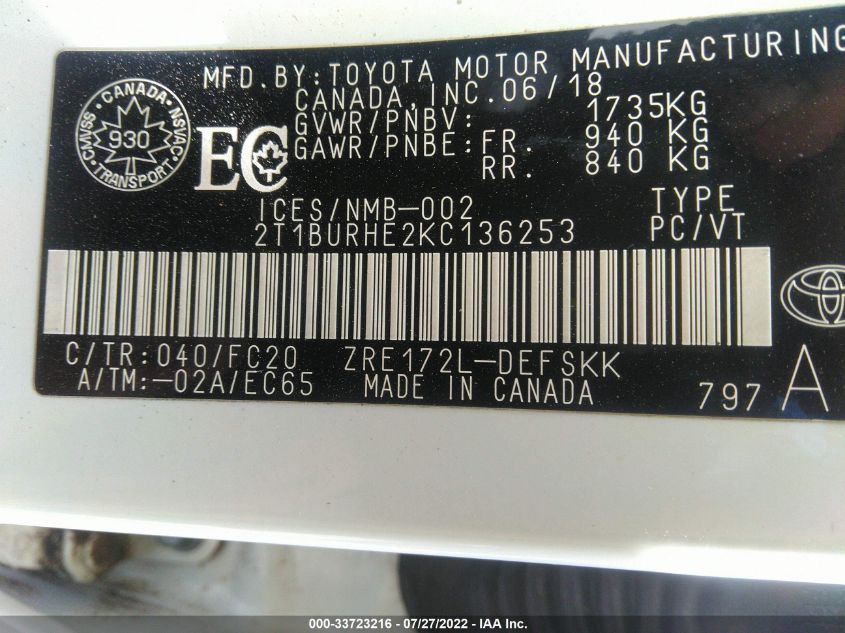 MFD.BY:TOYOTA MOTOR MANUFACTURING
CANADA,INC.06/18
GVWR/PNBV: 1735KG
GAWR/PNBE: FR. 940 KG
RR. 840 KG
CANADA
930
CMVSS
NSVAC
TRANSPORT
EC
ICES/NMB-002
TYPE
2T1BURHE2KC136253
PC/VT
C/TR:040/FC20 ZRE172L-DEFSKK
A/TM:-02A/EC65 MADE IN CANADA
797 A
000-33723216 - 07/27/2022 - IAA Inc.